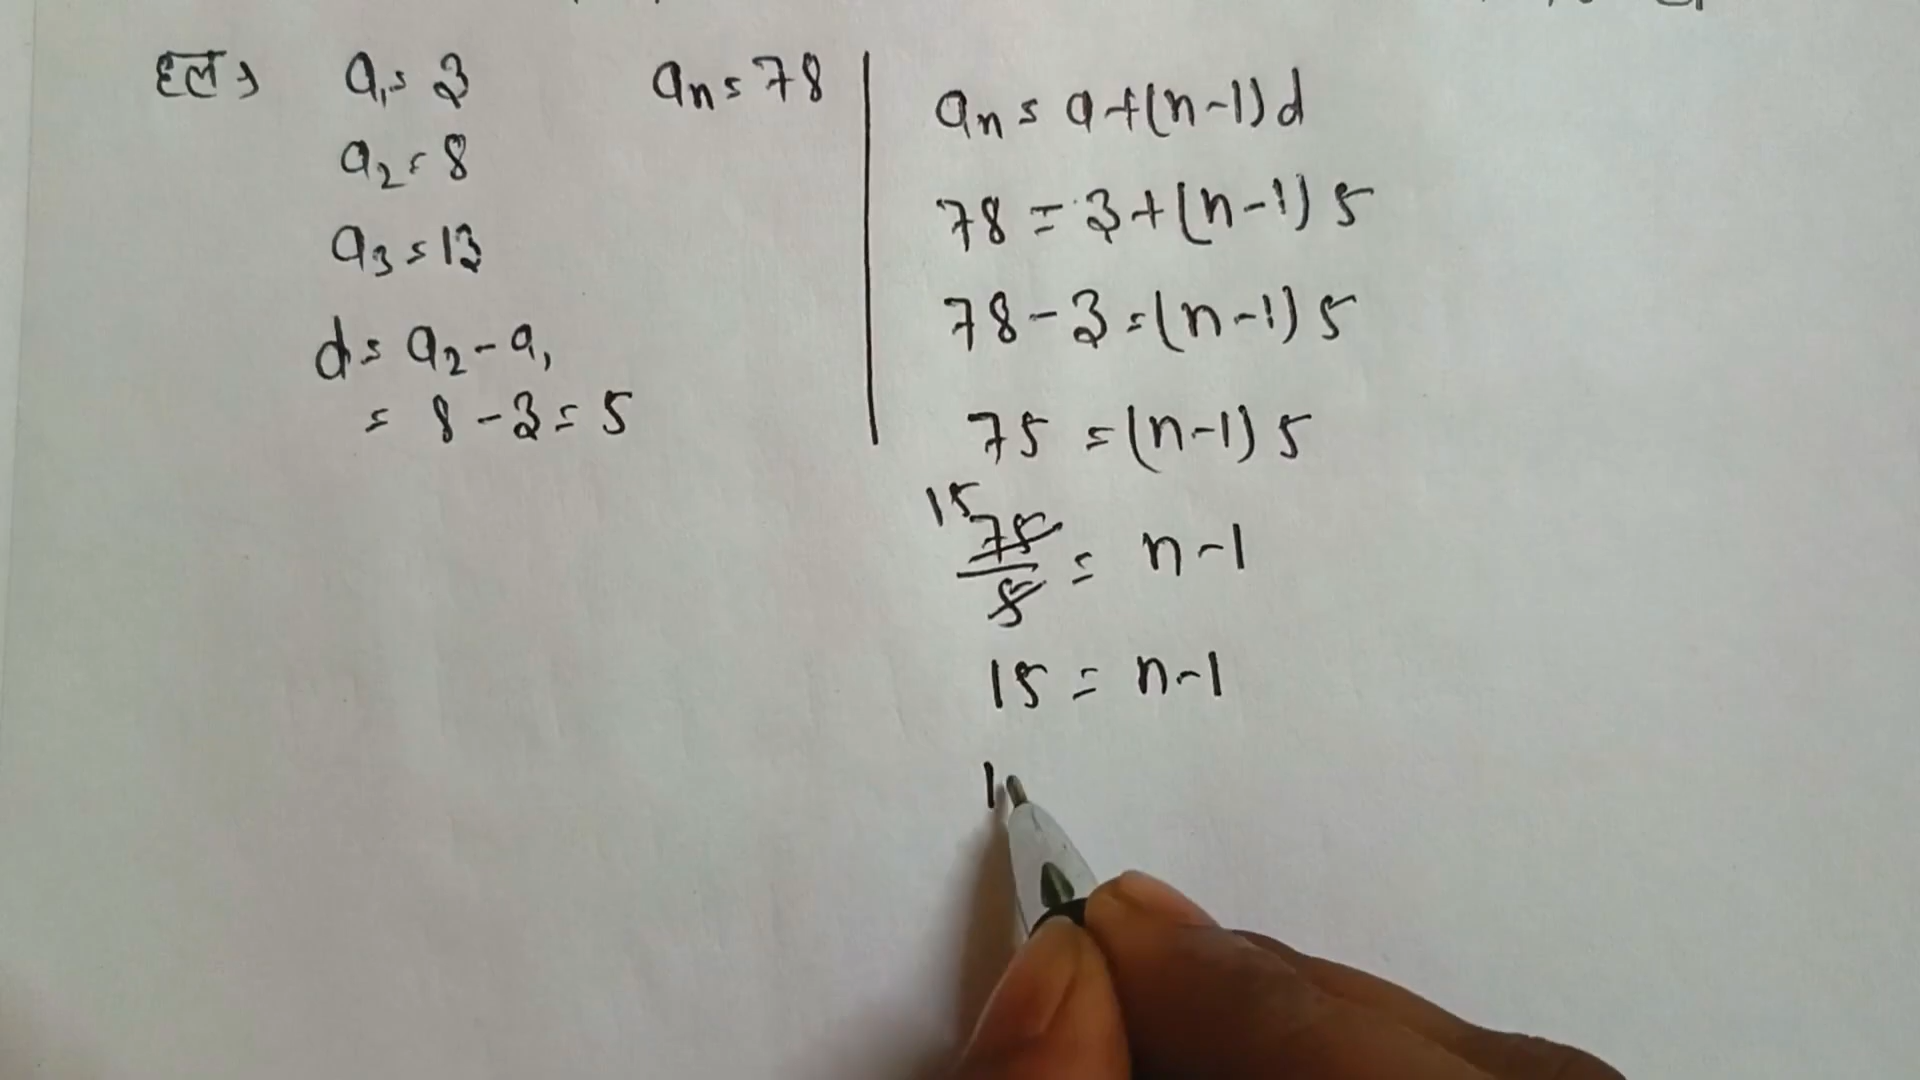 हल→ a₁= 3 aₙ= 78
a₂= 8
a₃= 13
d= a₂-a₁
= 8-3=5
aₙ= a+(n-1)d
78=3+(n-1)5
78-3=(n-1)5
75=(n-1)5
15
75/5=n-1
15=n-1
1